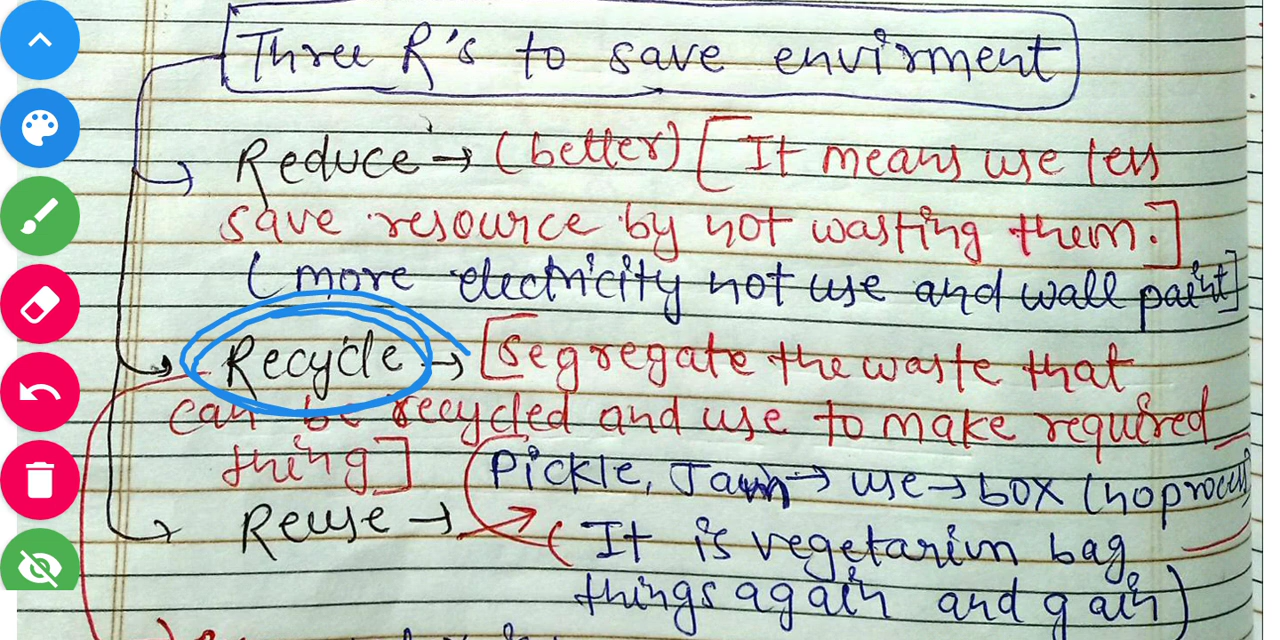 Three R's to save envirment
Reduce → (better) [It means use less
save resource by not wasting them.]
(more electricity not use and wall paint]
Recycle → [Segregate the waste that
can be recycled and use to make required
thing]
Pickle, Jam → use → box (no process
Reuse →
(It is vegetariun bag
things again and gain)